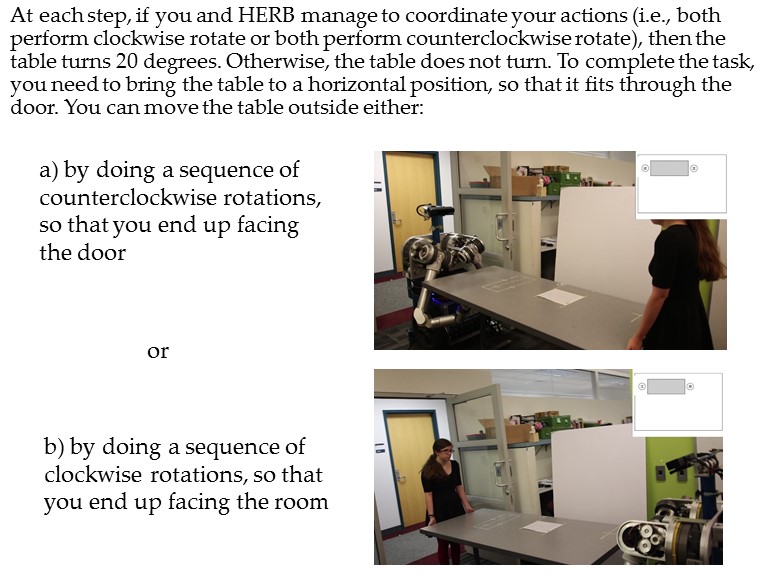 At each step, if you and HERB manage to coordinate your actions (i.e., both
perform clockwise rotate or both perform counterclockwise rotate), then the
table turns 20 degrees. Otherwise, the table does not turn. To complete the task,
you need to bring the table to a horizontal position, so that it fits through the
door. You can move the table outside either:
a) by doing a sequence of
counterclockwise rotations,
so that you end up facing
the door
or
b) by doing a sequence of
clockwise rotations, so that
you end up facing the room